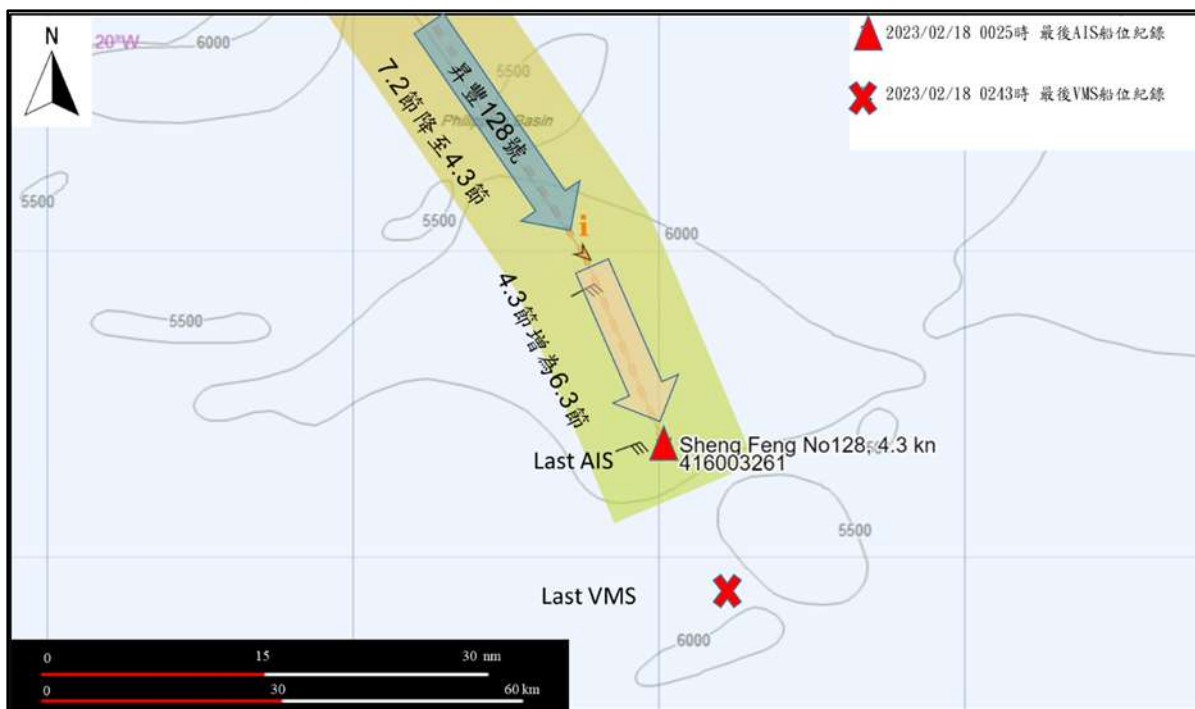 N
20°W
6000
5500
2023/02/18 0025時 最後AIS船位紀錄
2023/02/18 0243時 最後VMS船位紀錄
昇豐128號
7.2節降至4.3節
Basin
5500
5500
6000
i
4.3節增為6.3節
5500
Last AIS
Sheng Feng No128, 4.3 kn
416003261
5500
Last VMS
6000
0 15 30 nm
0 30 60 km